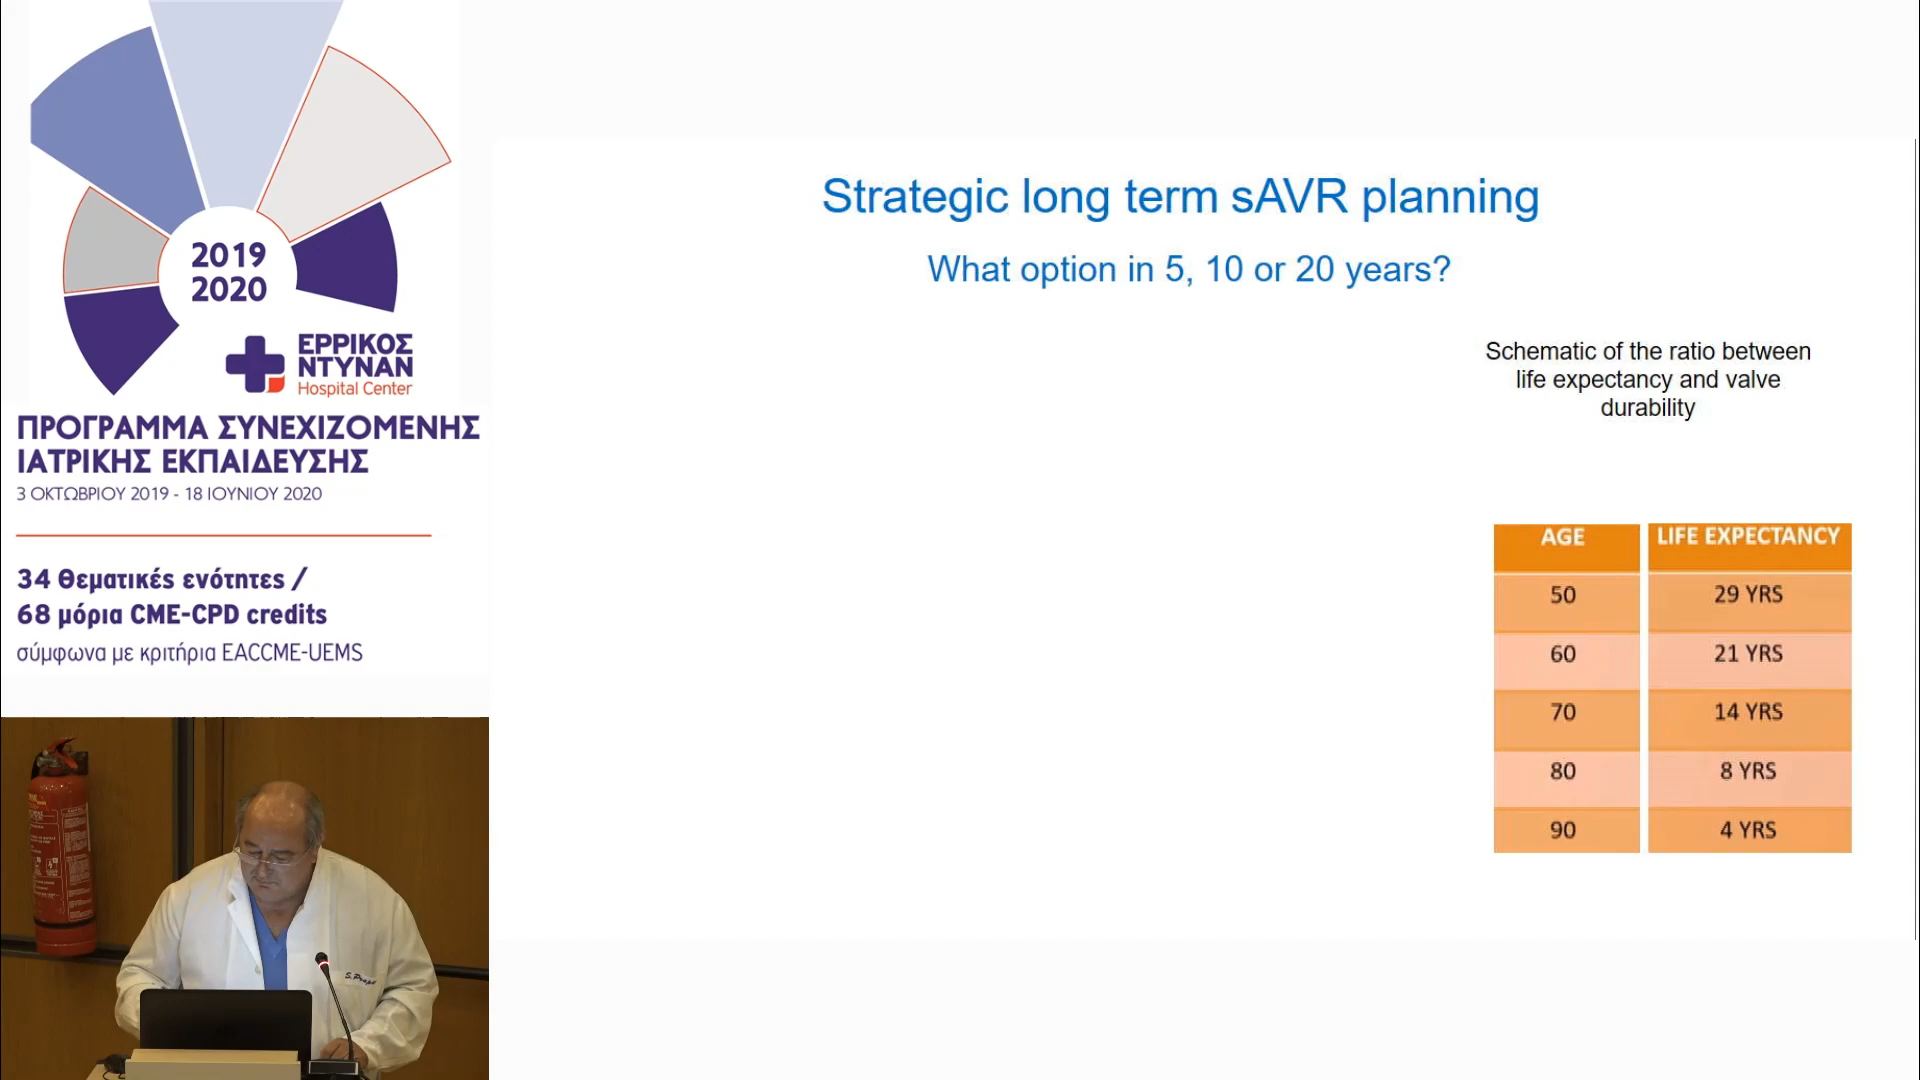 2019
2020
ΕΡΡΙΚΟΣ
ΝΤΥΝΑΝ
Hospital Center
ΠΡΟΓΡΑΜΜΑ ΣΥΝΕΧΙΖΟΜΕΝΗΣ
ΙΑΤΡΙΚΗΣ ΕΚΠΑΙΔΕΥΣΗΣ
3 ΟΚΤΩΒΡΙΟΥ 2019 - 18 ΙΟΥΝΙΟΥ 2020
34 θεματικές ενότητες /
68 μόρια CME-CPD credits
σύμφωνα με κριτήρια EACCME-UEMS
Strategic long term sAVR planning
What option in 5, 10 or 20 years?
Schematic of the ratio between
life expectancy and valve
durability
AGE LIFE EXPECTANCY
50 29 YRS
60 21 YRS
70 14 YRS
80 8 YRS
90 4 YRS